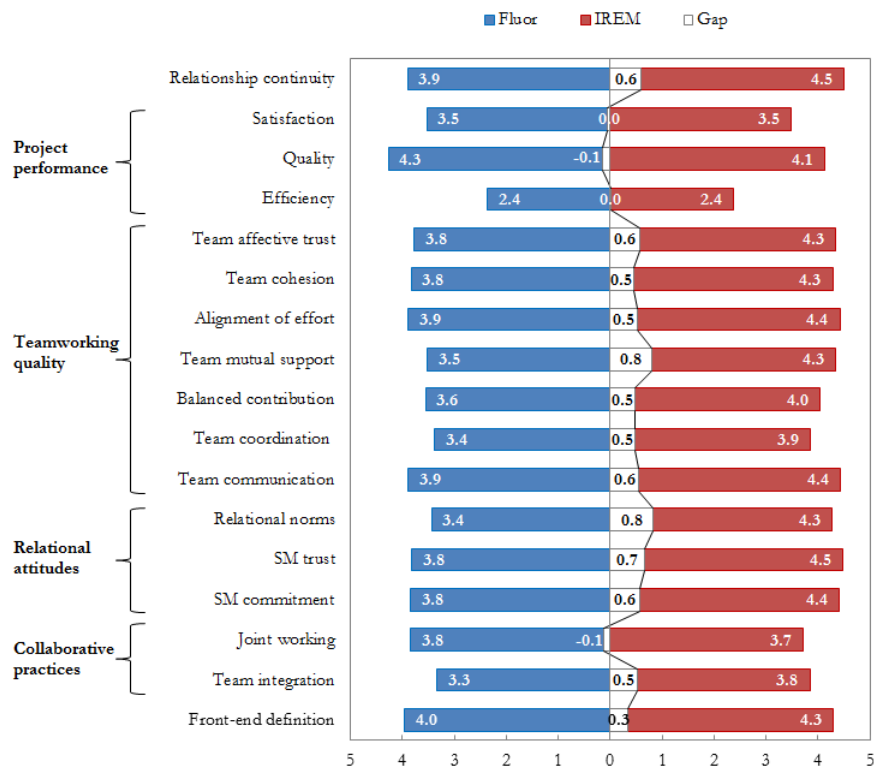 Fluor IREM Gap
Relationship continuity 3.9 0.6 4.5
Satisfaction 3.5 0.0 3.5
Project
performance
Quality 4.3 -0.1 4.1
Efficiency 2.4 0.0 2.4
Team affective trust 3.8 0.6 4.3
Team cohesion 3.8 0.5 4.3
Alignment of effort 3.9 0.5 4.4
Teamworking
quality
Team mutual support 3.5 0.8 4.3
Balanced contribution 3.6 0.5 4.0
Team coordination 3.4 0.5 3.9
Team communication 3.9 0.6 4.4
Relational norms 3.4 0.8 4.3
Relational
attitudes
SM trust 3.8 0.7 4.5
SM commitment 3.8 0.6 4.4
Joint working 3.8 -0.1 3.7
Collaborative
practices
Team integration 3.3 0.5 3.8
Front-end definition 4.0 0.3 4.3
5 4 3 2 1 0 1 2 3 4 5